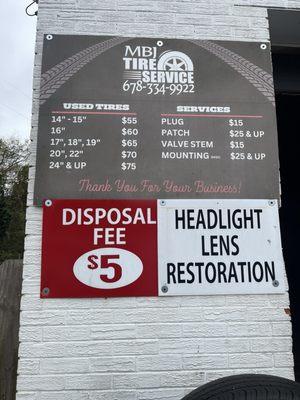 MBJ
TIRE
SERVICE
678-334-9922
USED TIRES
14" - 15" $55
16" $60
17", 18", 19" $65
20", 22" $70
24" & UP $75
SERVICES
PLUG $15
PATCH $25 & UP
VALVE STEM $15
MOUNTING $25 & UP
Thank You for Your Business!
DISPOSAL
FEE
$5
HEADLIGHT
LENS
RESTORATION